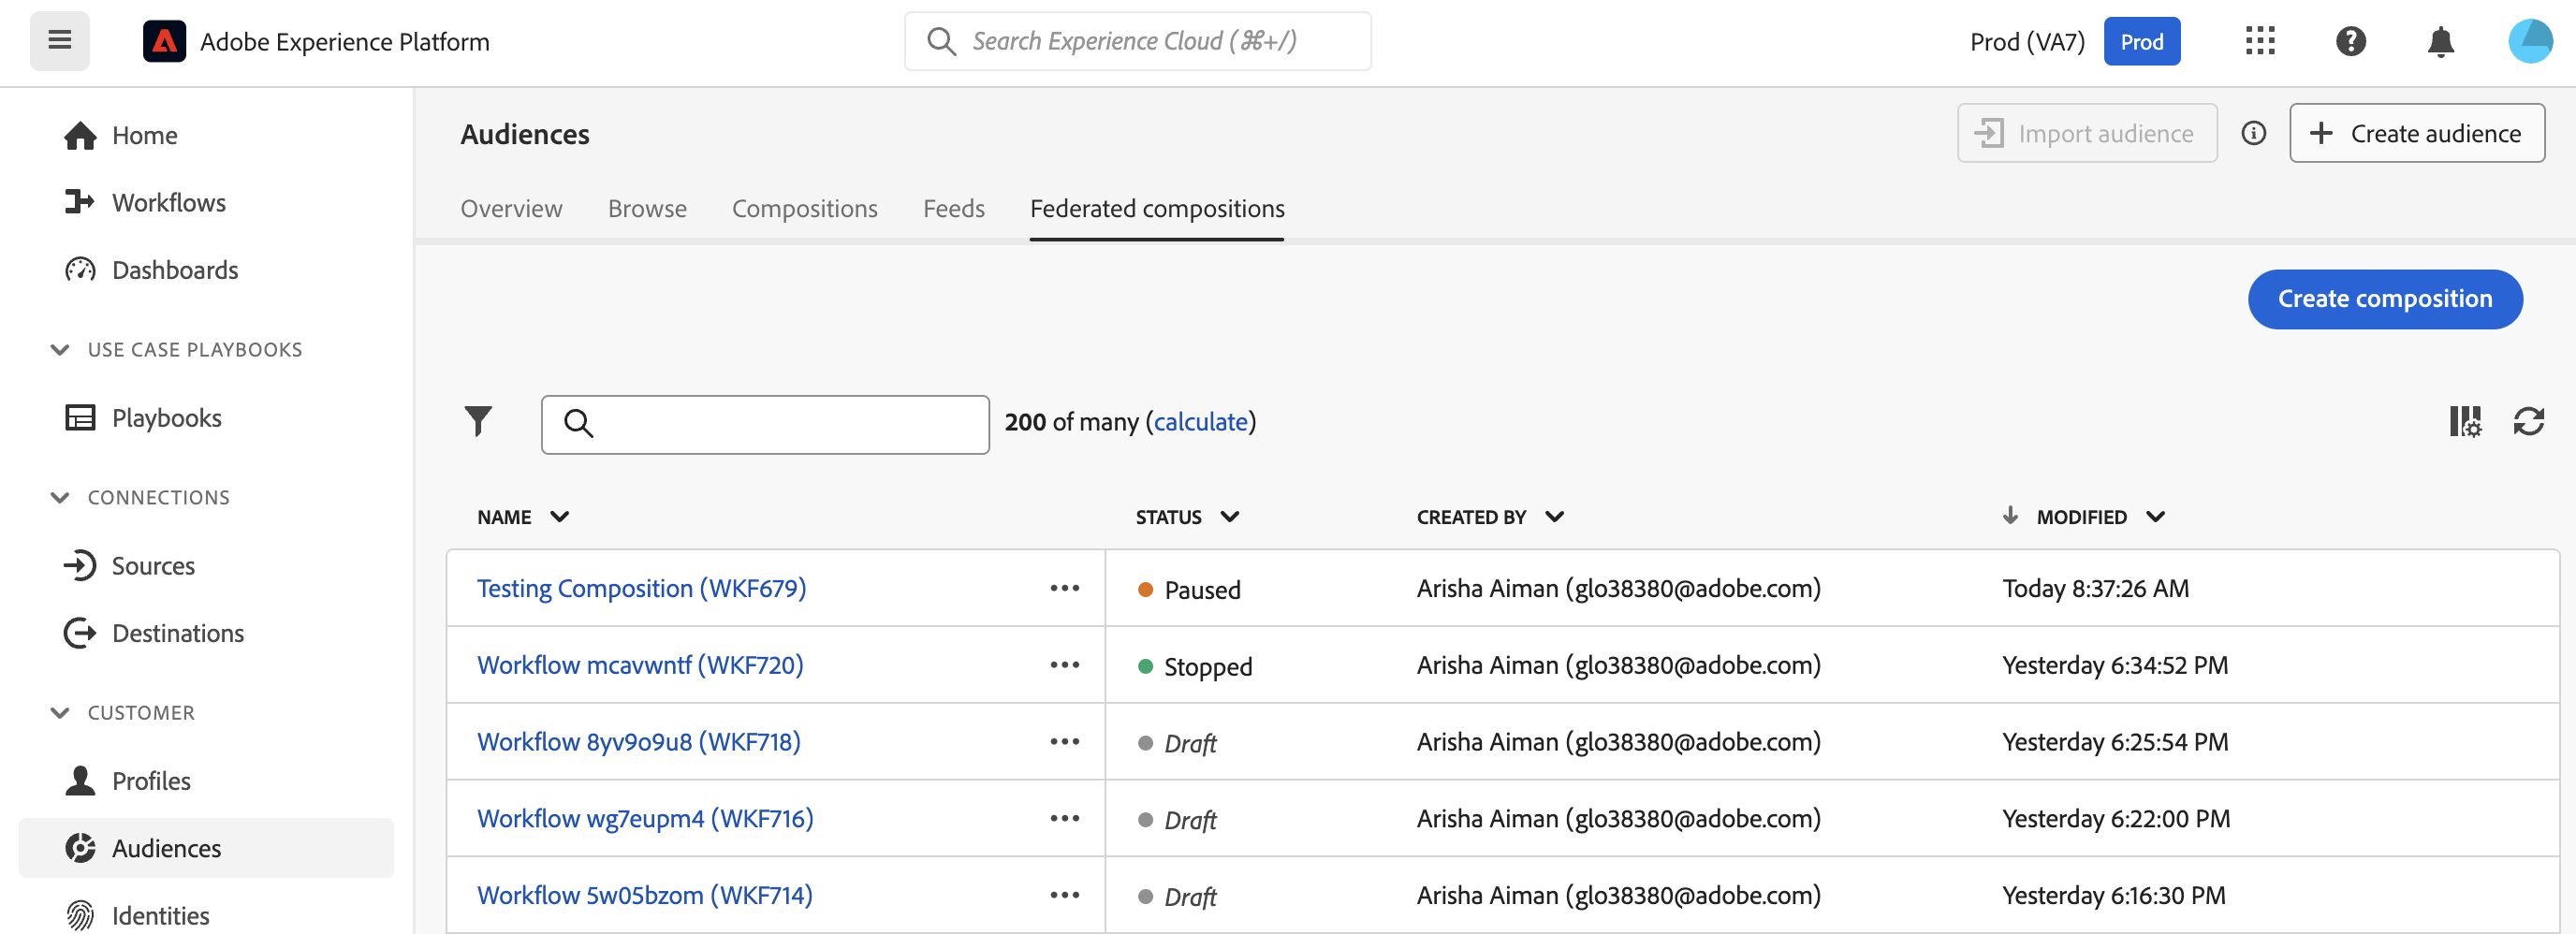 Adobe Experience Platform
Search Experience Cloud (⌘+/)
Prod (VA7)
Prod
Home
Workflows
Dashboards
USE CASE PLAYBOOKS
Playbooks
CONNECTIONS
Sources
Destinations
CUSTOMER
Profiles
Audiences
Identities
Audiences
Import audience
Create audience
Overview Browse Compositions Feeds Federated compositions
Create composition
200 of many (calculate)
NAME STATUS CREATED BY MODIFIED
Testing Composition (WKF679) ••• Paused Arisha Aiman (glo38380@adobe.com) Today 8:37:26 AM
Workflow mcavwntf (WKF720) ••• Stopped Arisha Aiman (glo38380@adobe.com) Yesterday 6:34:52 PM
Workflow 8yv9o9u8 (WKF718) ••• Draft Arisha Aiman (glo38380@adobe.com) Yesterday 6:25:54 PM
Workflow wg7eupm4 (WKF716) ••• Draft Arisha Aiman (glo38380@adobe.com) Yesterday 6:22:00 PM
Workflow 5w05bzom (WKF714) ••• Draft Arisha Aiman (glo38380@adobe.com) Yesterday 6:16:30 PM